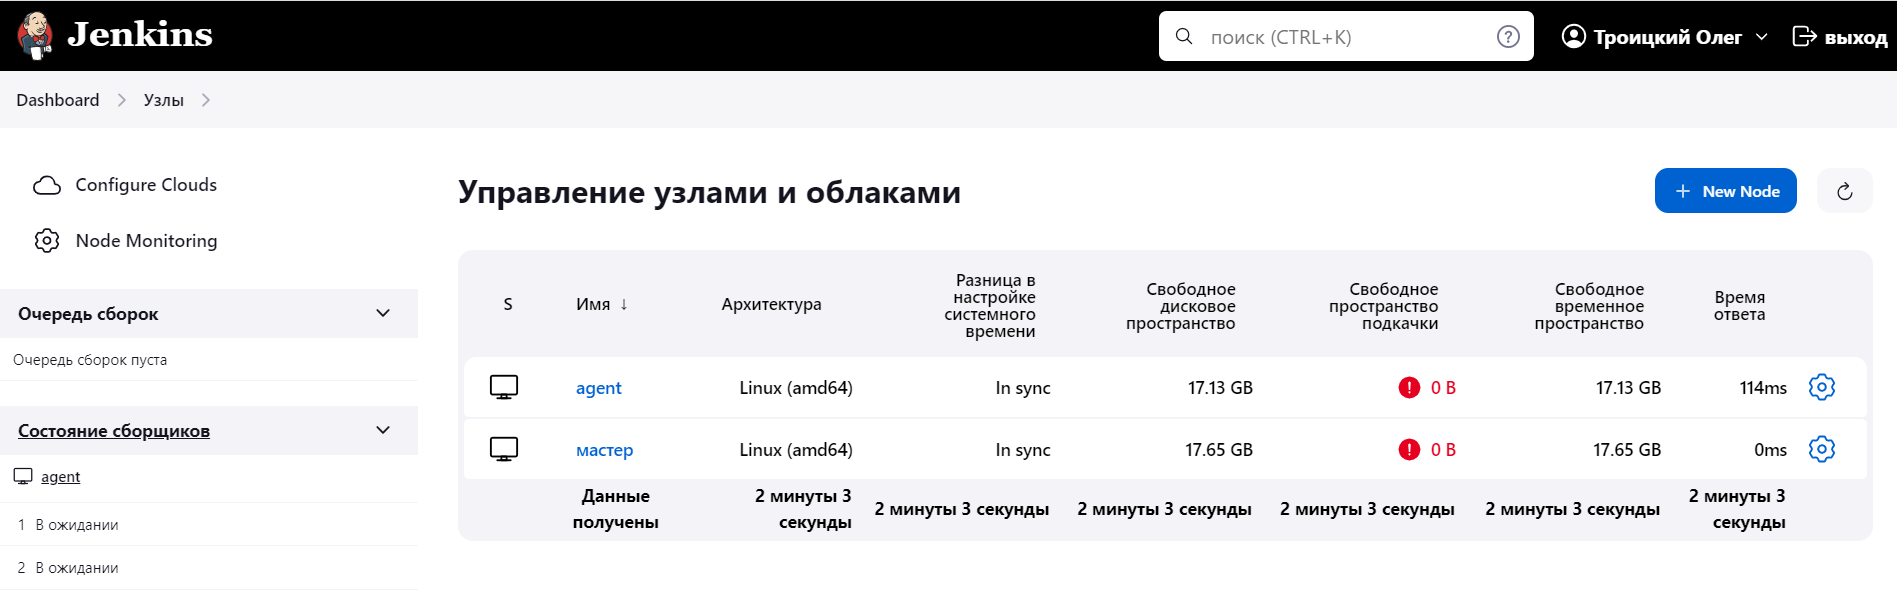 Jenkins
поиск (CTRL+K)
Троицкий Олег
выход
Dashboard
Узлы
Configure Clouds
Node Monitoring
Очередь сборок
Очередь сборок пуста
Состояние сборщиков
agent
1 В ожидании
2 В ожидании
Управление узлами и облаками
+ New Node
S
Имя ↓
Архитектура
Разница в
настройке
системного
времени
Свободное
дисковое
пространство
Свободное
пространство
подкачки
Свободное
временное
пространство
Время
ответа
agent Linux (amd64) In sync 17.13 GB 0 B 17.13 GB 114ms
мастер Linux (amd64) In sync 17.65 GB 0 B 17.65 GB 0ms
Данные
получены
2 минуты 3
секунды
2 минуты 3 секунды
2 минуты 3 секунды
2 минуты 3 секунды
2 минуты 3 секунды
2 минуты 3
секунды